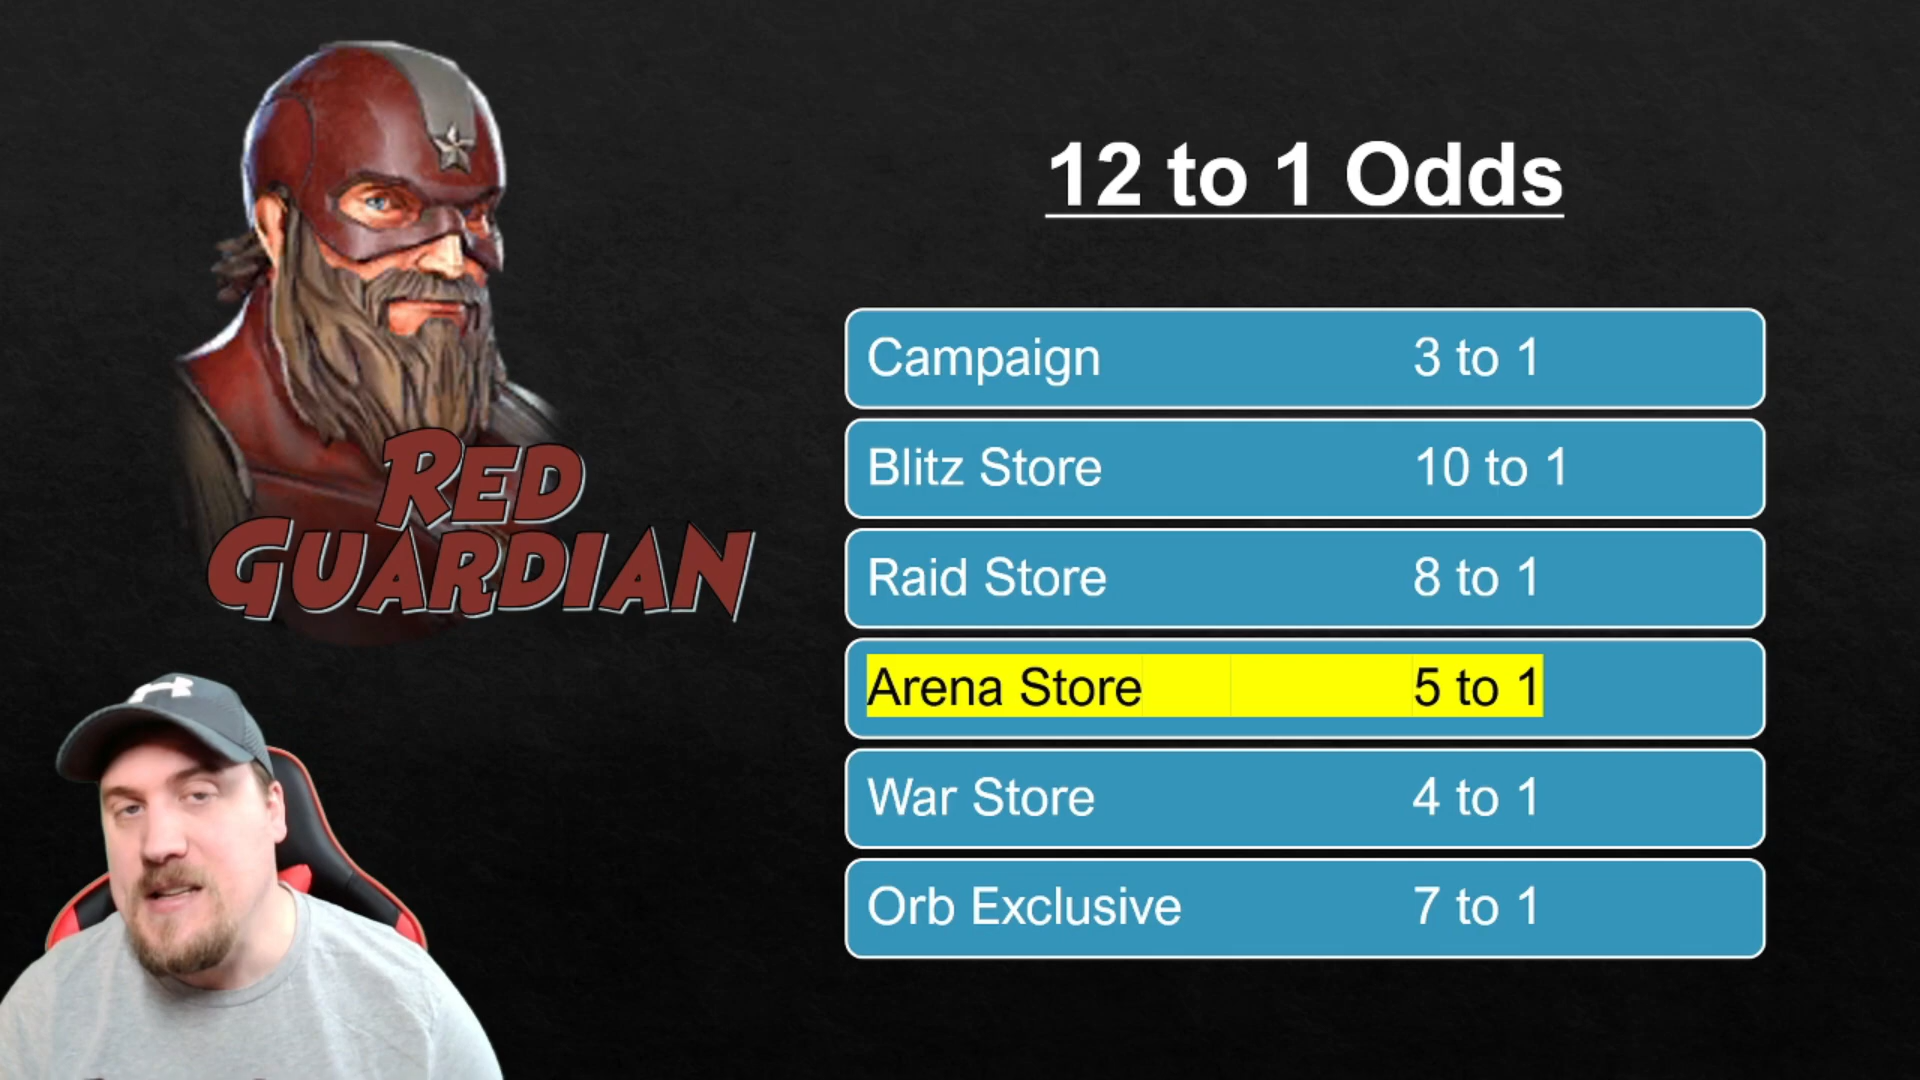 RED
GUARDIAN
12 to 1 Odds
Campaign 3 to 1
Blitz Store 10 to 1
Raid Store 8 to 1
Arena Store 5 to 1
War Store 4 to 1
Orb Exclusive 7 to 1